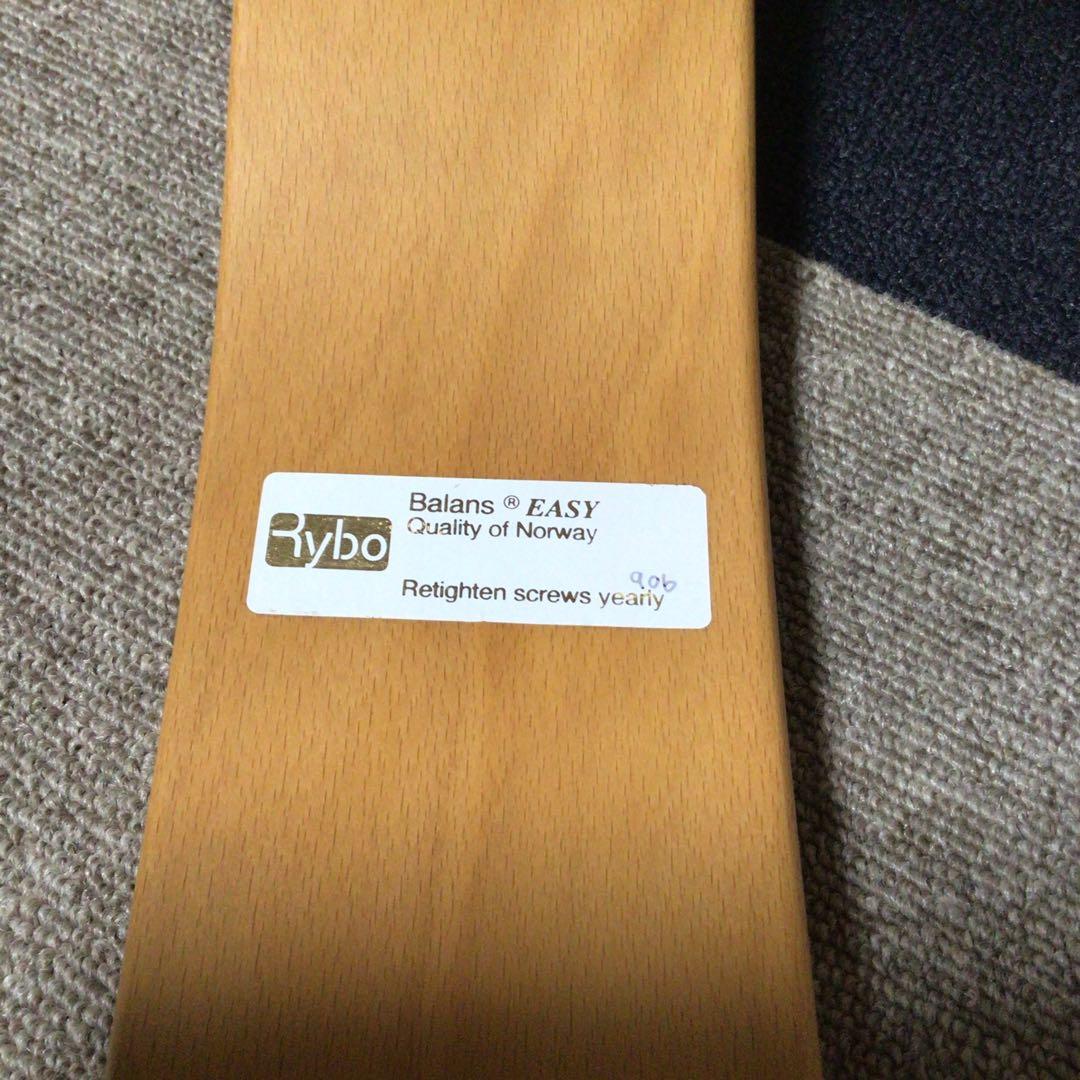 Rybo
Balans ® EASY
Quality of Norway
906
Retighten screws yearly